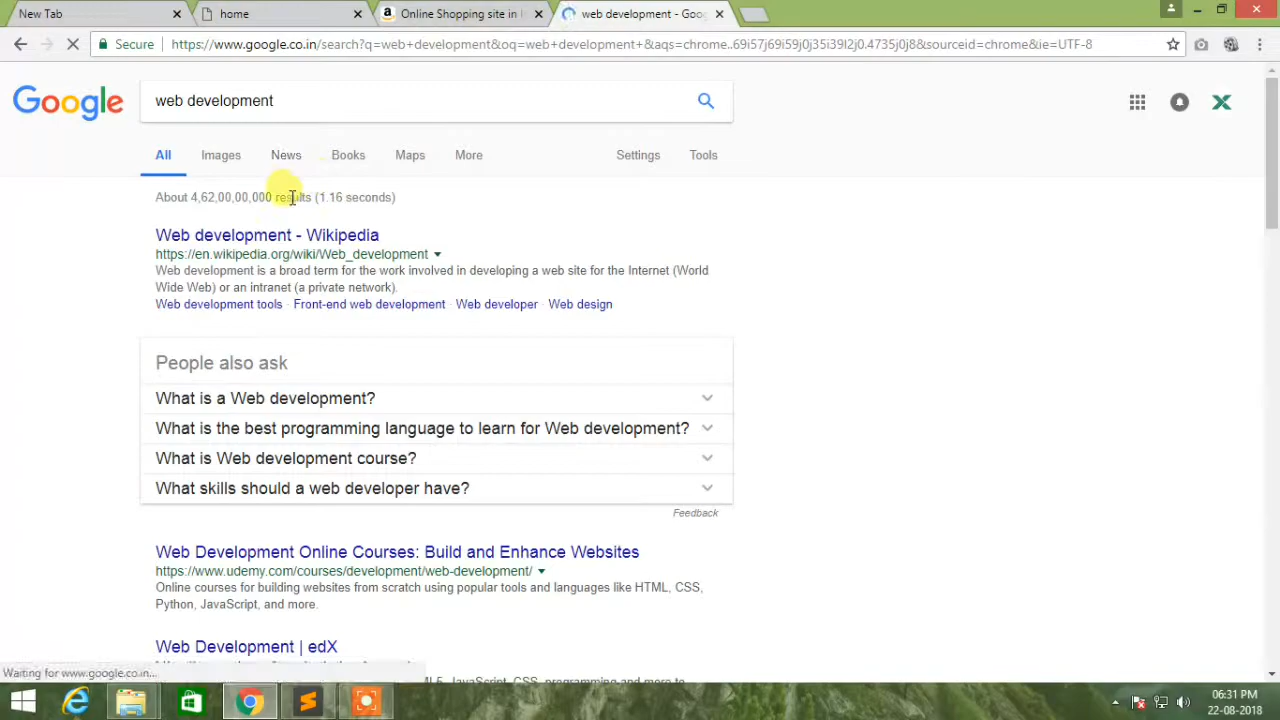 New Tab
home
Online Shopping site in
web development - Goo
Secure
https://www.google.co.in/search?q=web+development&oq=web+development+&aqs=chrome..69i57j69i59j0j35i39l2j0.4735j0j8&sourceid=chrome&ie=UTF-8
Google
web development
All Images News Books Maps More Settings Tools
About 4,62,00,00,000 results (1.16 seconds)
Web development - Wikipedia
https://en.wikipedia.org/wiki/Web_development
Web development is a broad term for the work involved in developing a web site for the Internet (World
Wide Web) or an intranet (a private network).
Web development tools · Front-end web development · Web developer · Web design
People also ask
What is a Web development?
What is the best programming language to learn for Web development?
What is Web development course?
What skills should a web developer have?
Feedback
Web Development Online Courses: Build and Enhance Websites
https://www.udemy.com/courses/development/web-development/
Online courses for building websites from scratch using popular tools and languages like HTML, CSS,
Python, JavaScript, and more.
Web Development | edX
Waiting for www.google.co.in...
JavaScript, CSS, programming and more to
06:31 PM
22-08-2018